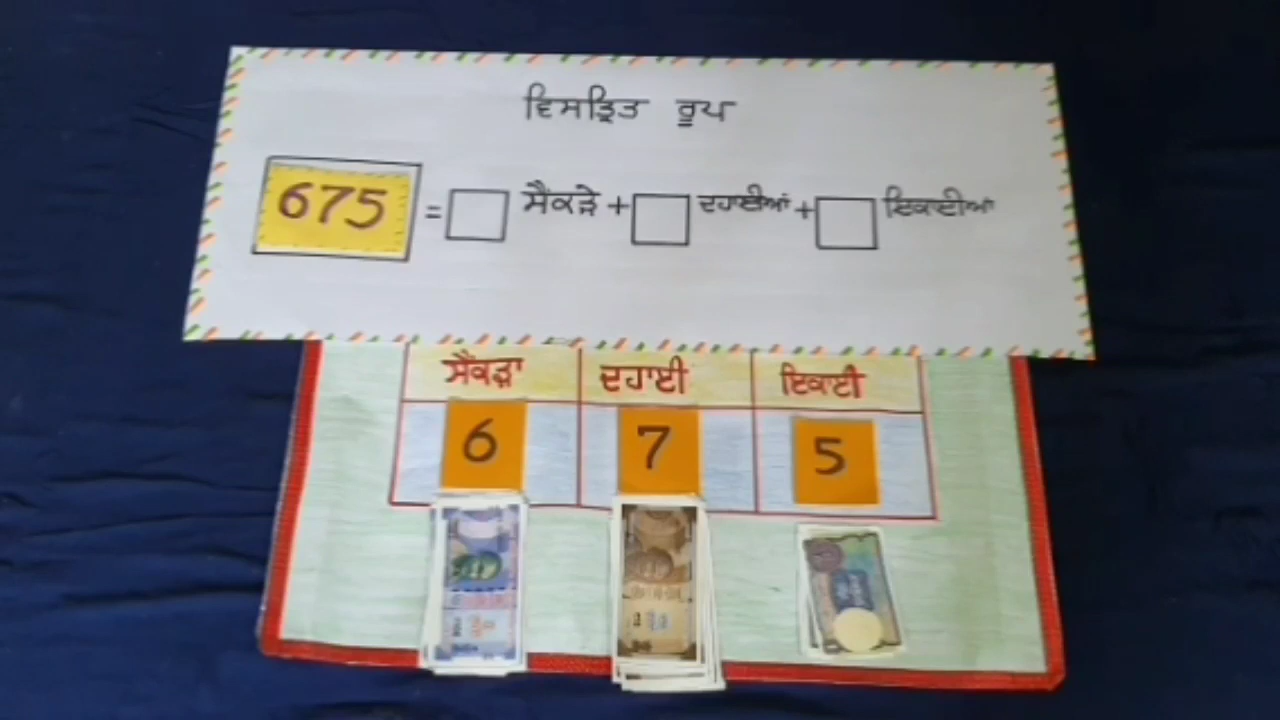 ਵਿਸਤ੍ਰਿਤ ਰੂਪ
675 = ਸੈਂਕੜੇ + ਦਹਾਈਆਂ + ਇਕਾਈਆਂ
ਸੈਂਕੜਾ ਦਹਾਈ ਇਕਾਈ
6 7 5